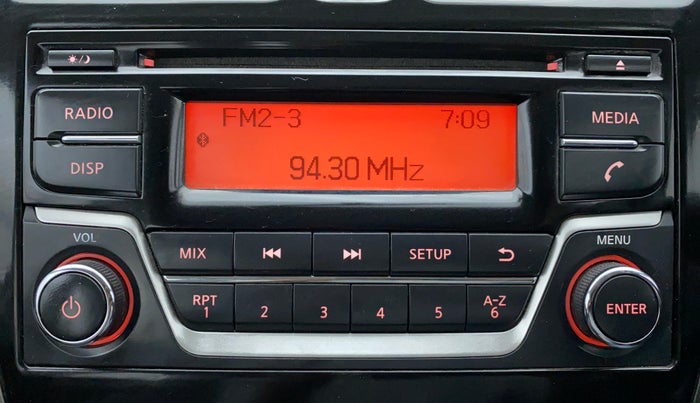 RADIO
DISP
FM2-3 7:09
94.30 MHz
MEDIA
VOL
MENU
MIX
SETUP
RPT
1
2
3
4
5
A-Z
6
ENTER